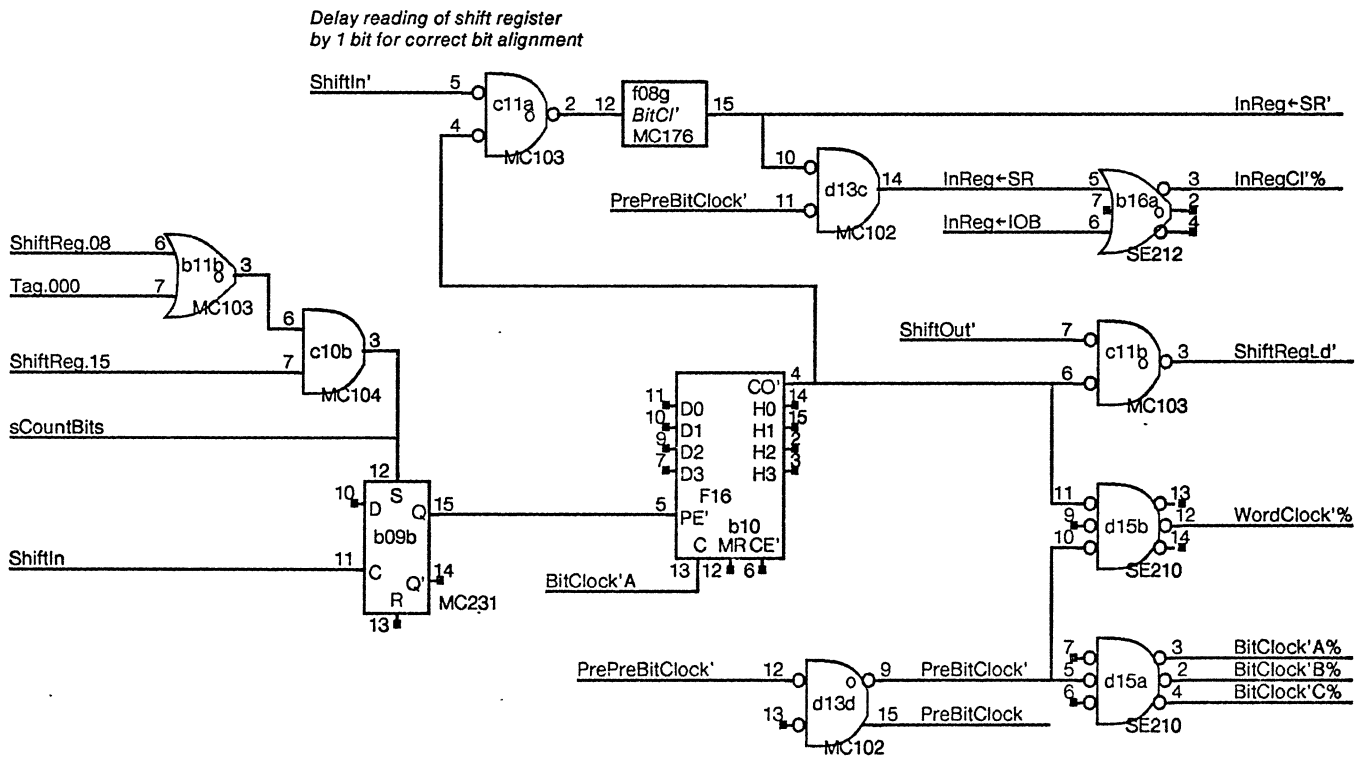 Delay reading of shift register
by 1 bit for correct bit alignment
ShiftIn'
5
c11a
4
MC103
2
12
f08g
BitCl'
MC176
15
InReg←SR'
10
PrePreBitClock'
11
d13c
MC102
14
InReg←SR
5
7
InReg←IOB
6
b16a
SE212
3
InRegCl'%
2
4
ShiftReg.08
6
Tag.000
7
b11b
MC103
3
6
ShiftReg.15
7
c10b
MC104
3
sCountBits
12
10
D
S
Q
15
b09b
ShiftIn
11
C
Q'
14
R
MC231
13
11
D0
10
D1
9
D2
7
D3
CO'
4
H0
14
H1
15
H2
2
H3
3
F16
5
PE'
b10
C
MR
CE'
13
12
6
BitClock'A
ShiftOut'
7
6
c11b
MC103
3
ShiftRegLd'
11
9
10
d15b
SE210
13
12
WordClock'%
14
PrePreBitClock'
12
13
d13d
MC102
9
PreBitClock'
15
PreBitClock
7
5
6
d15a
SE210
3
BitClock'A%
2
BitClock'B%
4
BitClock'C%